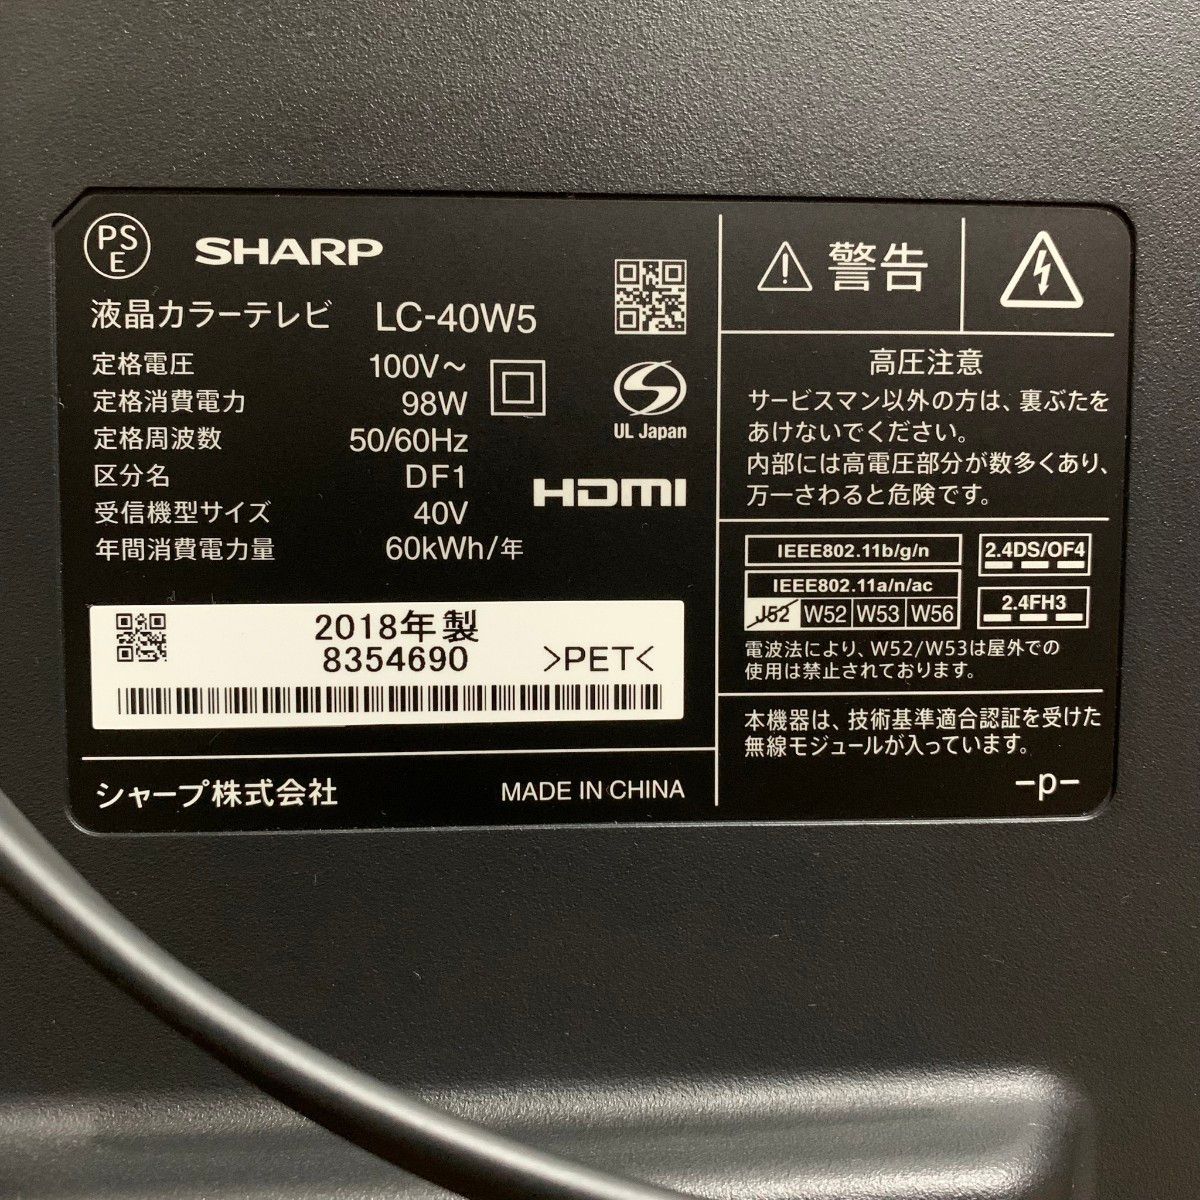 PS
E
SHARP
液晶カラーテレビ LC-40W5
定格電圧 100V～
定格消費電力 98W
定格周波数 50/60Hz
区分名 DF1
受信機型サイズ 40V
年間消費電力量 60kWh/年
UL Japan
HDMI
2018年製
8354690 >PET<
シャープ株式会社 MADE IN CHINA
警告
高圧注意
サービスマン以外の方は、裏ぶたを
あけないでください。
内部には高電圧部分が数多くあり、
万一さわると危険です。
IEEE802.11b/g/n
IEEE802.11a/n/ac
J52 W52 W53 W56
2.4DS/OF4
2.4FH3
電波法により、W52/W53は屋外での
使用は禁止されております。
本機器は、技術基準適合認証を受けた
無線モジュールが入っています。
-p-